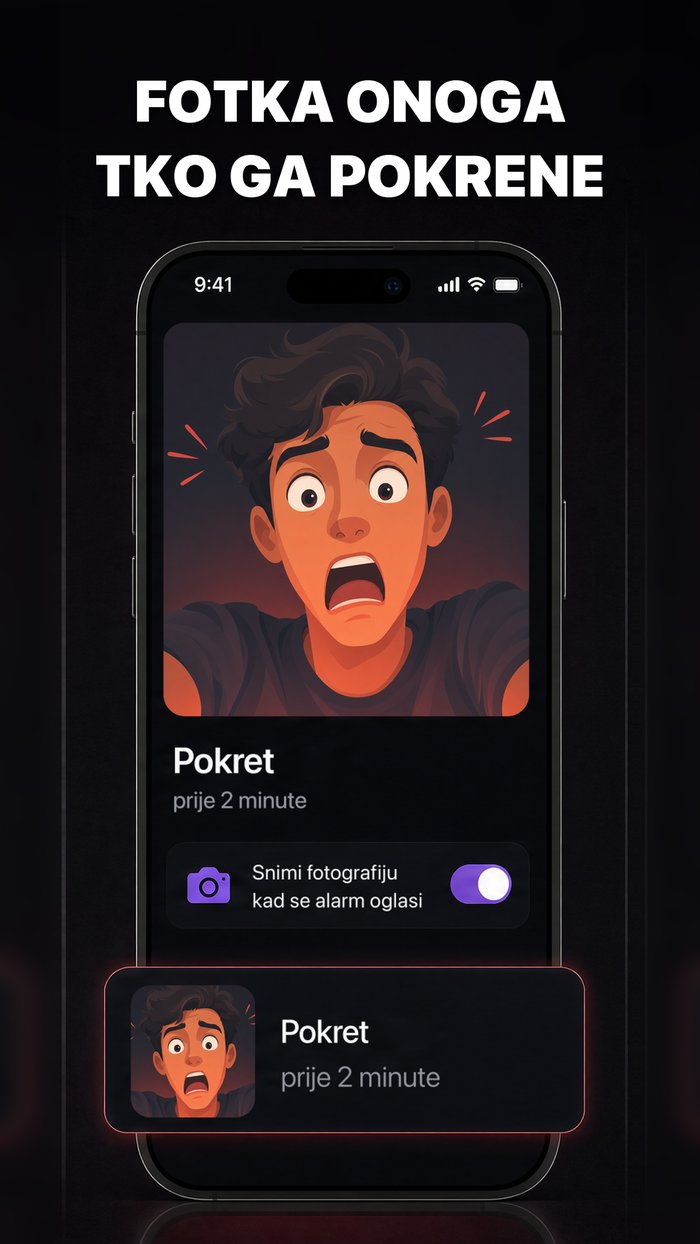 FOTKA ONOGA
TKO GA POKRENE
9:41
Pokret
prije 2 minute
Snimi fotografiju
kad se alarm oglasi
Pokret
prije 2 minute